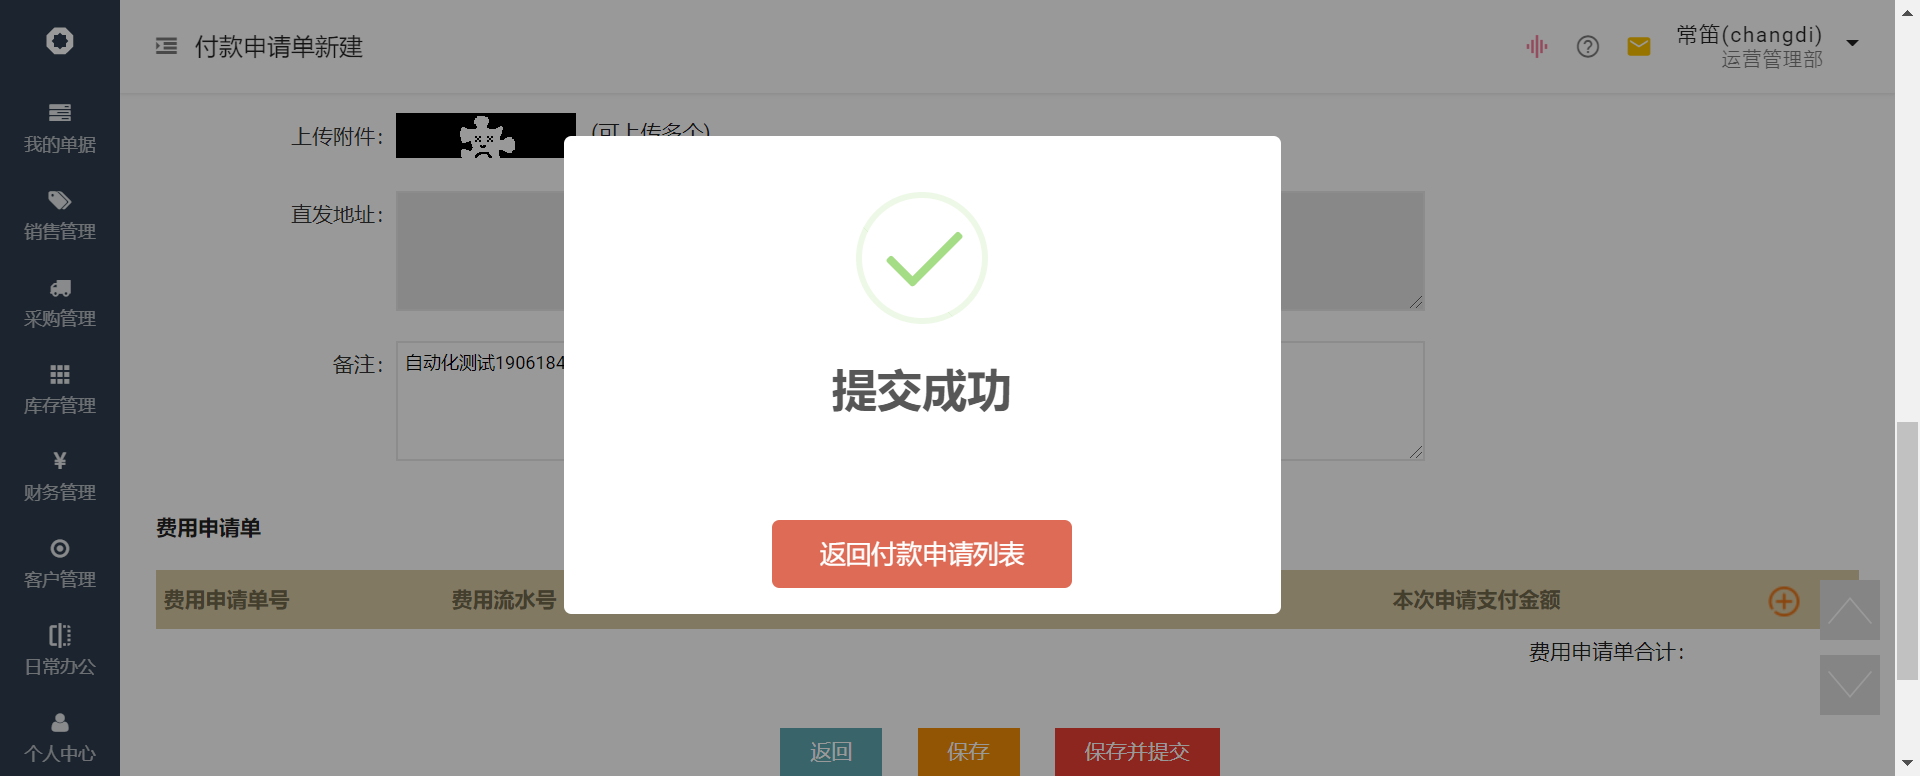 付款申请单新建
常笛(changdi)
运营管理部
我的单据
销售管理
采购管理
库存管理
财务管理
客户管理
日常办公
个人中心
上传附件：
(可上传多个)
直发地址：
备注：
自动化测试1906184
提交成功
返回付款申请列表
费用申请单
费用申请单号
费用流水号
本次申请支付金额
费用申请单合计：
返回
保存
保存并提交